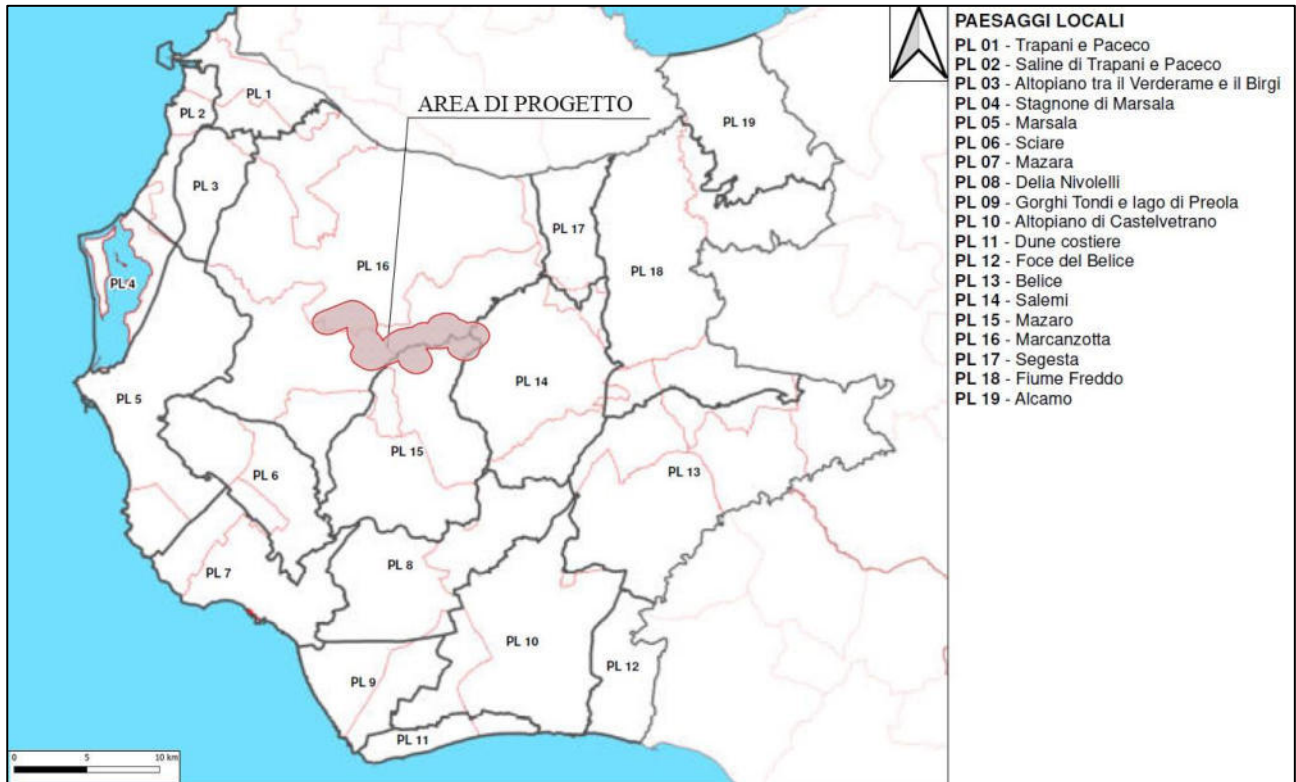 PAESAGGI LOCALI
PL 01 - Trapani e Paceco
PL 02 - Saline di Trapani e Paceco
PL 03 - Altopiano tra il Verderame e il Birgi
PL 04 - Stagnone di Marsala
PL 05 - Marsala
PL 06 - Sciare
PL 07 - Mazara
PL 08 - Delia Nivolelli
PL 09 - Gorghi Tondi e lago di Preola
PL 10 - Altopiano di Castelvetrano
PL 11 - Dune costiere
PL 12 - Foce del Belice
PL 13 - Belice
PL 14 - Salemi
PL 15 - Mazaro
PL 16 - Marcanzotta
PL 17 - Segesta
PL 18 - Fiume Freddo
PL 19 - Alcamo
AREA DI PROGETTO
PL 1
PL 2
PL 19
PL 3
PL 17
PL 16
PL 18
PL 4
PL 14
PL 5
PL 15
PL 6
PL 13
PL 8
PL 7
PL 10
PL 12
PL 9
PL 11
0 5 10 km